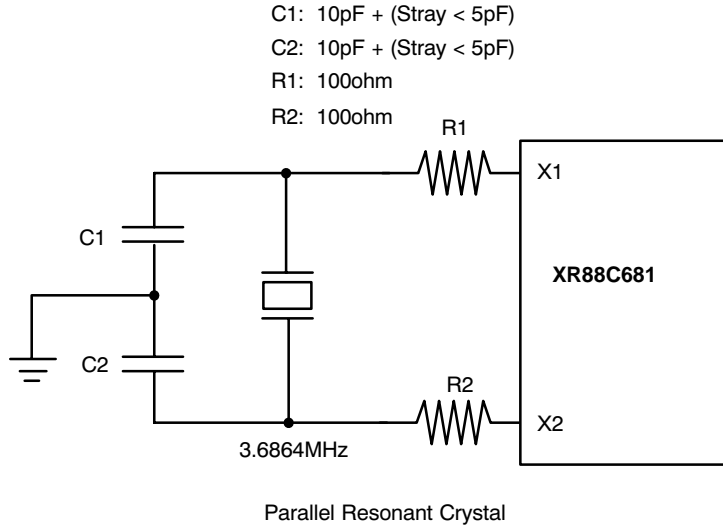 C1: 10pF + (Stray < 5pF)
C2: 10pF + (Stray < 5pF)
R1: 100ohm
R2: 100ohm
R1
X1
C1
XR88C681
C2
R2
X2
3.6864MHz
Parallel Resonant Crystal